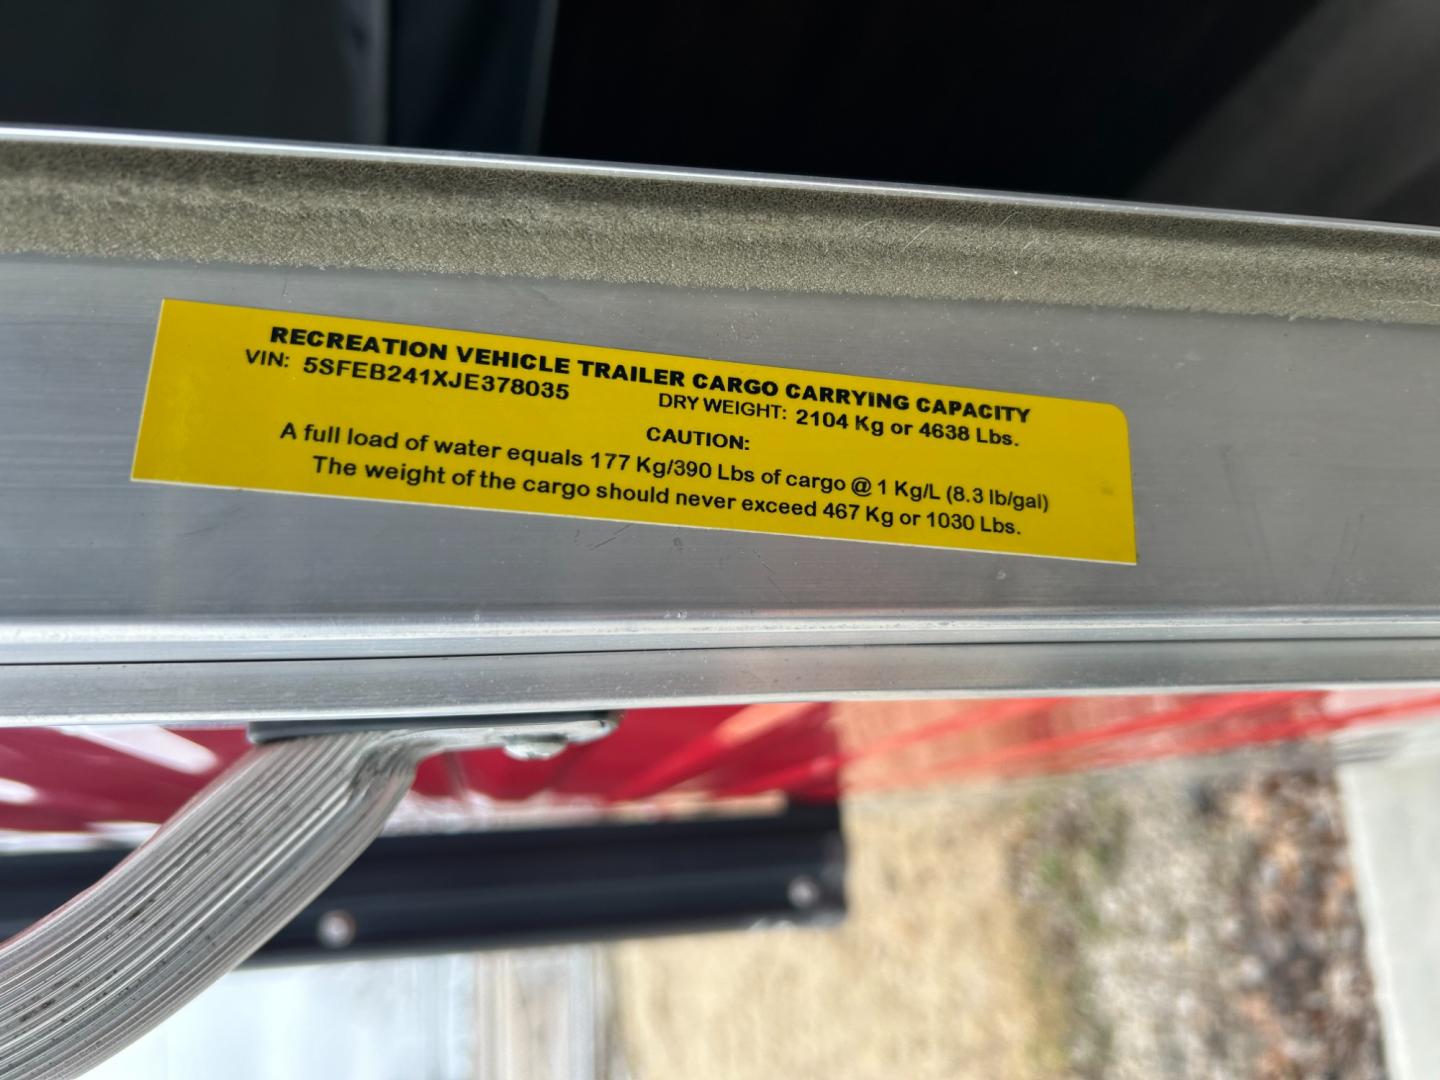 RECREATION VEHICLE TRAILER CARGO CARRYING CAPACITY
VIN: 5SFEB241XJE378035 DRY WEIGHT: 2104 Kg or 4638 Lbs.
CAUTION:
A full load of water equals 177 Kg/390 Lbs of cargo @ 1 Kg/L (8.3 lb/gal)
The weight of the cargo should never exceed 467 Kg or 1030 Lbs.